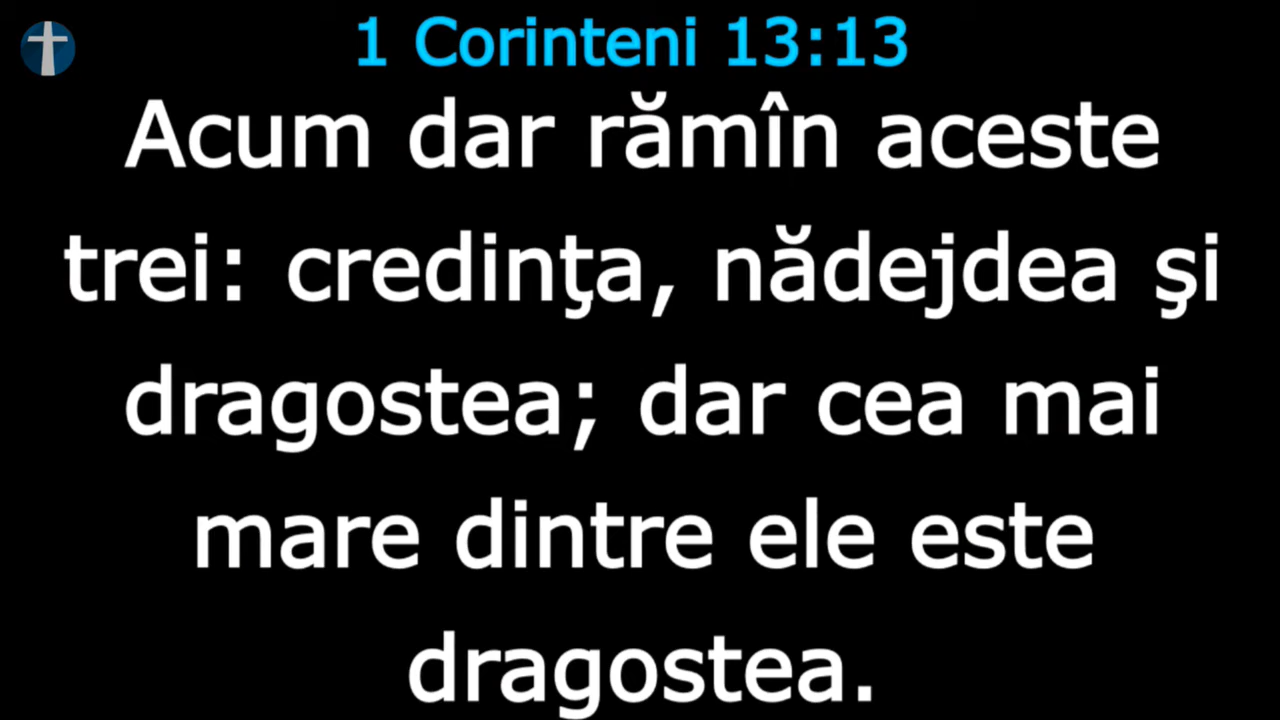 1 Corinteni 13:13
Acum dar rămîn aceste
trei: credinţa, nădejdea şi
dragostea; dar cea mai
mare dintre ele este
dragostea.